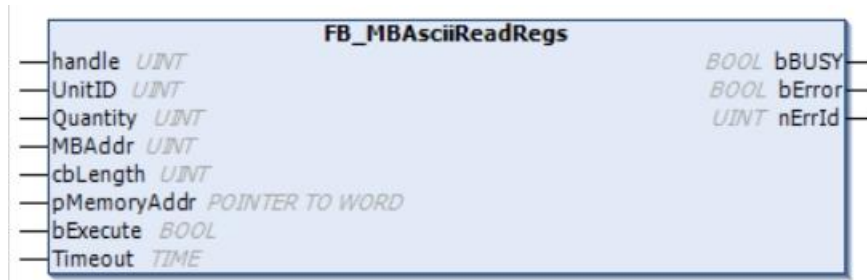 FB_MBAsciiReadRegs
handle UINT BOOL bBUSY
UnitID UINT BOOL bError
Quantity UINT UINT nErrId
MBAddr UINT
cbLength UINT
pMemoryAddr POINTER TO WORD
bExecute BOOL
Timeout TIME